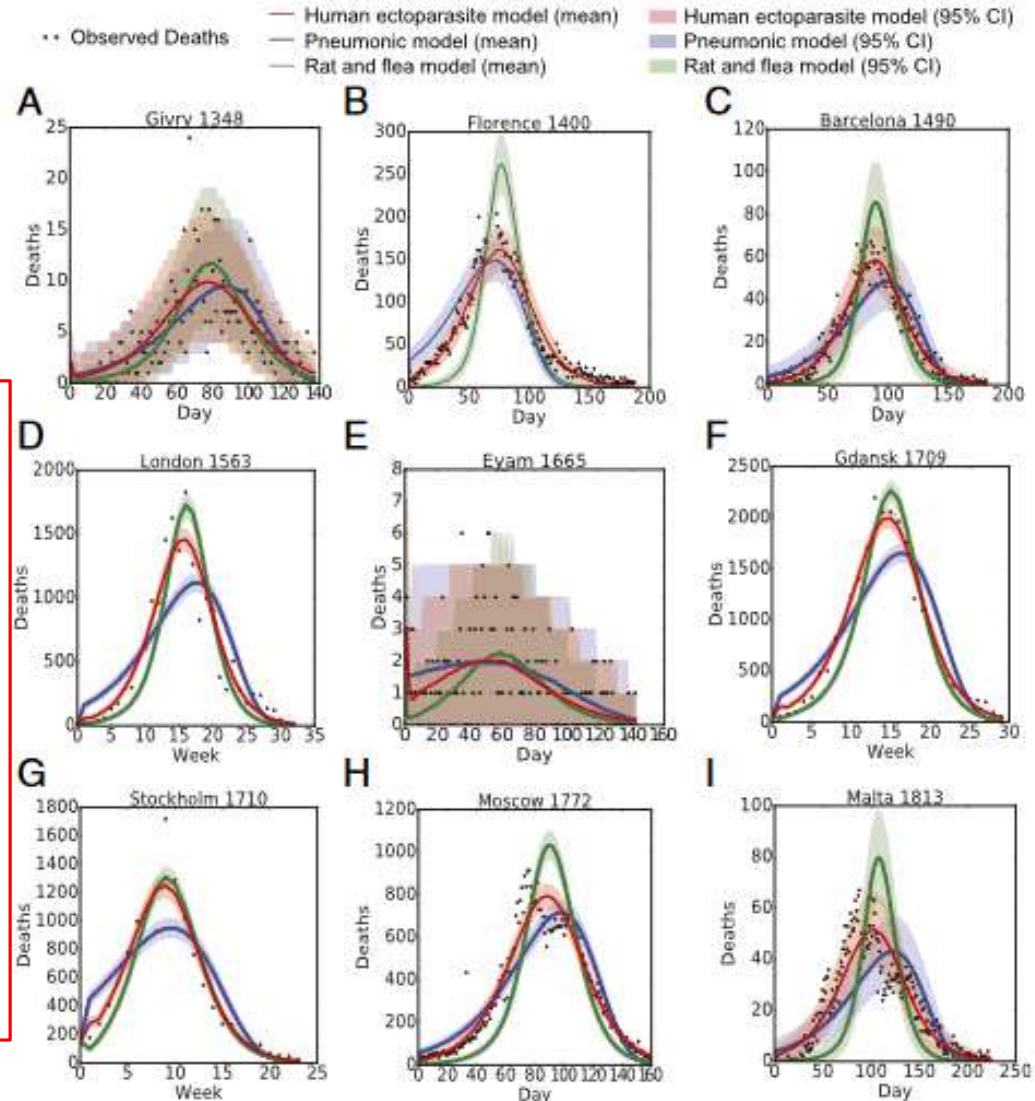 Observed Deaths
Human ectoparasite model (mean)
Pneumonic model (mean)
Rat and flea model (mean)
Human ectoparasite model (95% CI)
Pneumonic model (95% CI)
Rat and flea model (95% CI)
A
Givry 1348
25
20
15
10
5
0
Deaths
0 20 40 60 80 100 120 140
Day
B
Florence 1400
300
250
200
150
100
50
0
Deaths
0 50 100 150 200
Day
C
Barcelona 1490
120
100
80
60
40
20
0
Deaths
0 50 100 150 200
Day
D
London 1563
2000
1500
1000
500
0
Deaths
0 5 10 15 20 25 30 35
Week
E
Eyam 1665
8
7
6
5
4
3
2
1
0
Deaths
0 20 40 60 80 100 120 140 160
Day
F
Gdansk 1709
2500
2000
1500
1000
500
0
Deaths
0 5 10 15 20 25 30
Week
G
Stockholm 1710
1800
1600
1400
1200
1000
800
600
400
200
0
Deaths
0 5 10 15 20 25
Week
H
Moscow 1772
1200
1000
800
600
400
200
0
Deaths
0 20 40 60 80 100 120 140 160
Day
I
Malta 1813
100
80
60
40
20
0
Deaths
0 50 100 150 200 250
Day